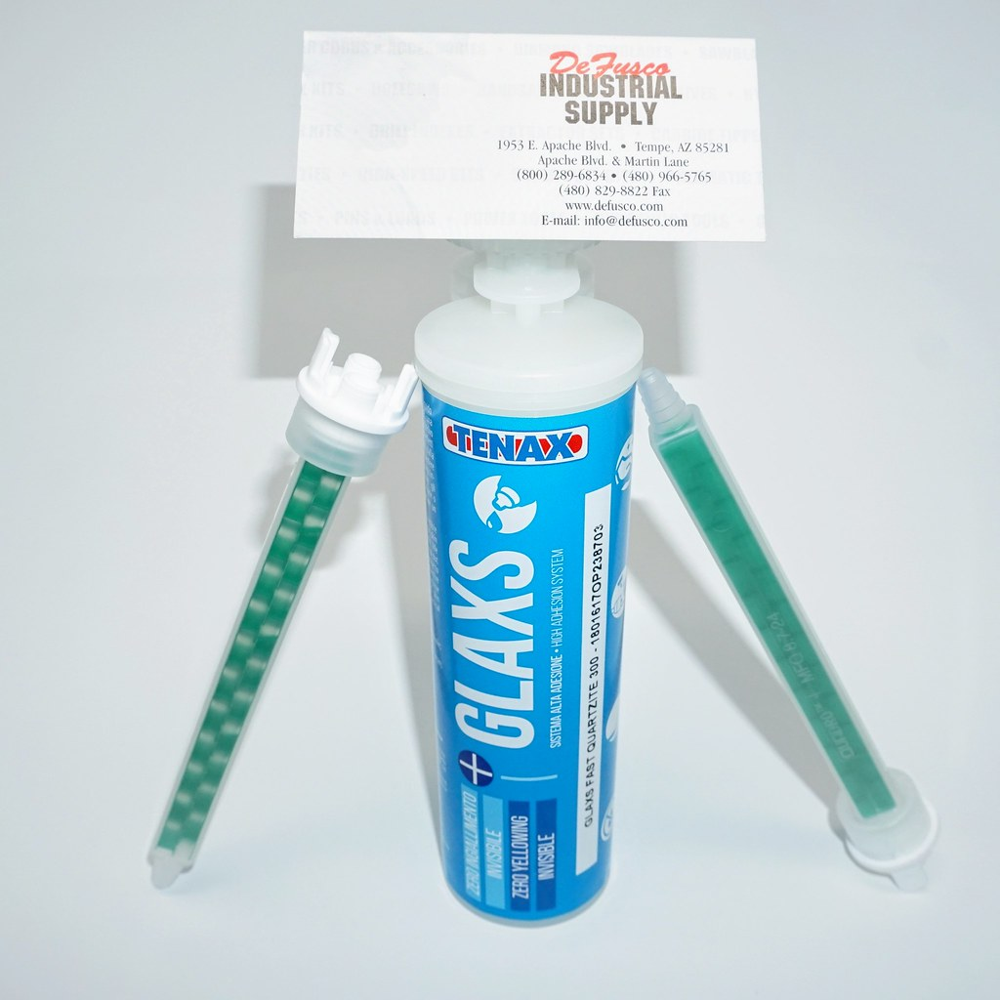 DeFusco
INDUSTRIAL
SUPPLY
1953 E. Apache Blvd. • Tempe, AZ 85281
Apache Blvd. & Martin Lane
(800) 289-6834 • (480) 966-5765
(480) 829-8822 Fax
www.defusco.com
E-mail: info@defusco.com
TENAX
GLAXS
SISTEMA ALTA ADESIONE • HIGH ADHESION SYSTEM
GLAXS FAST QUARTZITE 300 - 1801617OP238703
ZERO INGIALLIMENTO
INVISIBILE
ZERO YELLOWING
INVISIBLE